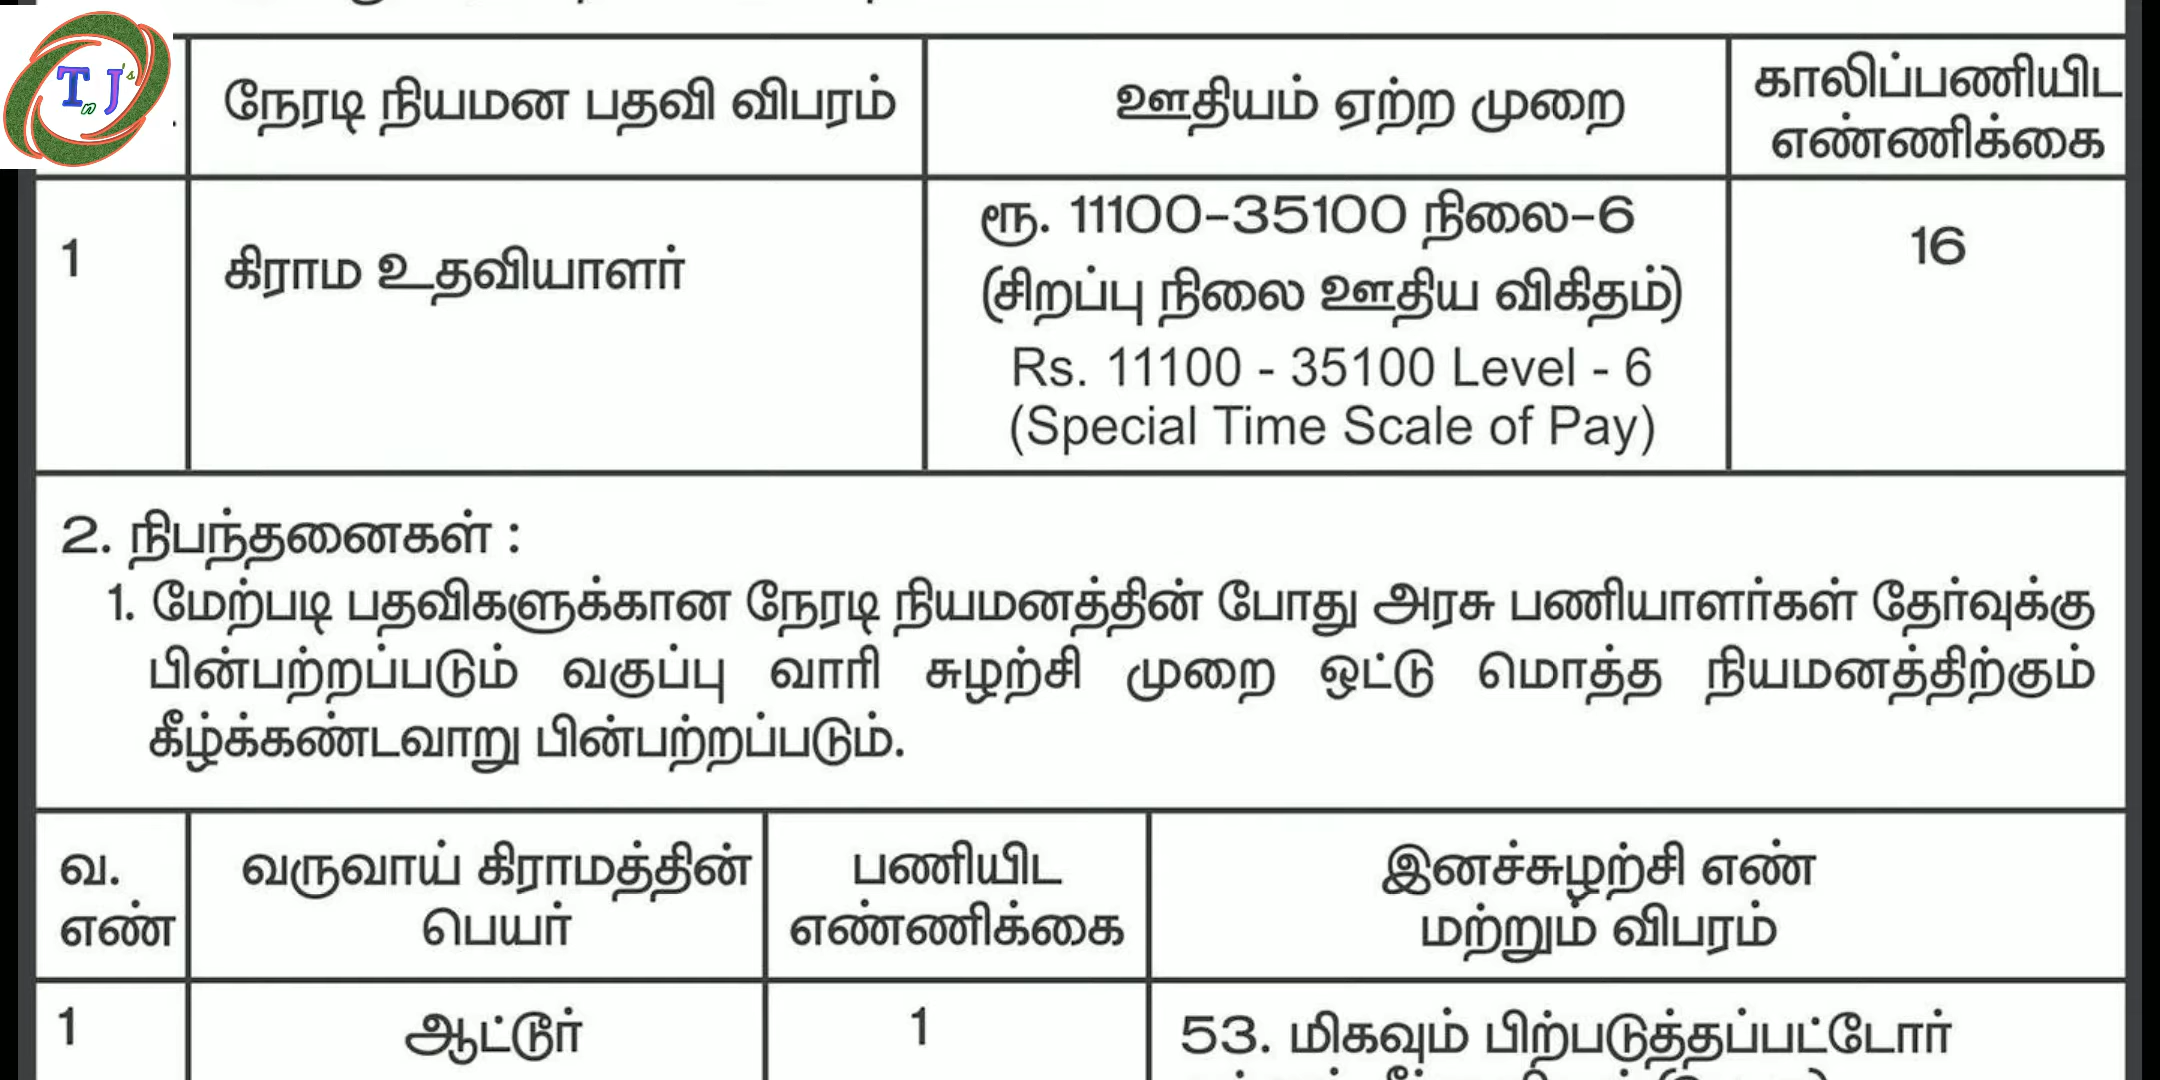 TnJ's
நேரடி நியமன பதவி விபரம்
ஊதியம் ஏற்ற முறை
காலிப்பணியிட
எண்ணிக்கை
1
கிராம உதவியாளர்
ரூ. 11100-35100 நிலை-6
(சிறப்பு நிலை ஊதிய விகிதம்)
Rs. 11100 - 35100 Level - 6
(Special Time Scale of Pay)
16
2. நிபந்தனைகள் :
1. மேற்படி பதவிகளுக்கான நேரடி நியமனத்தின் போது அரசு பணியாளர்கள் தேர்வுக்கு
பின்பற்றப்படும் வகுப்பு வாரி சுழற்சி முறை ஒட்டு மொத்த நியமனத்திற்கும்
கீழ்க்கண்டவாறு பின்பற்றப்படும்.
வ.
எண்
வருவாய் கிராமத்தின்
பெயர்
பணியிட
எண்ணிக்கை
இனச்சுழற்சி எண்
மற்றும் விபரம்
1
ஆட்டூர்
1
53. மிகவும் பிற்படுத்தப்பட்டோர்